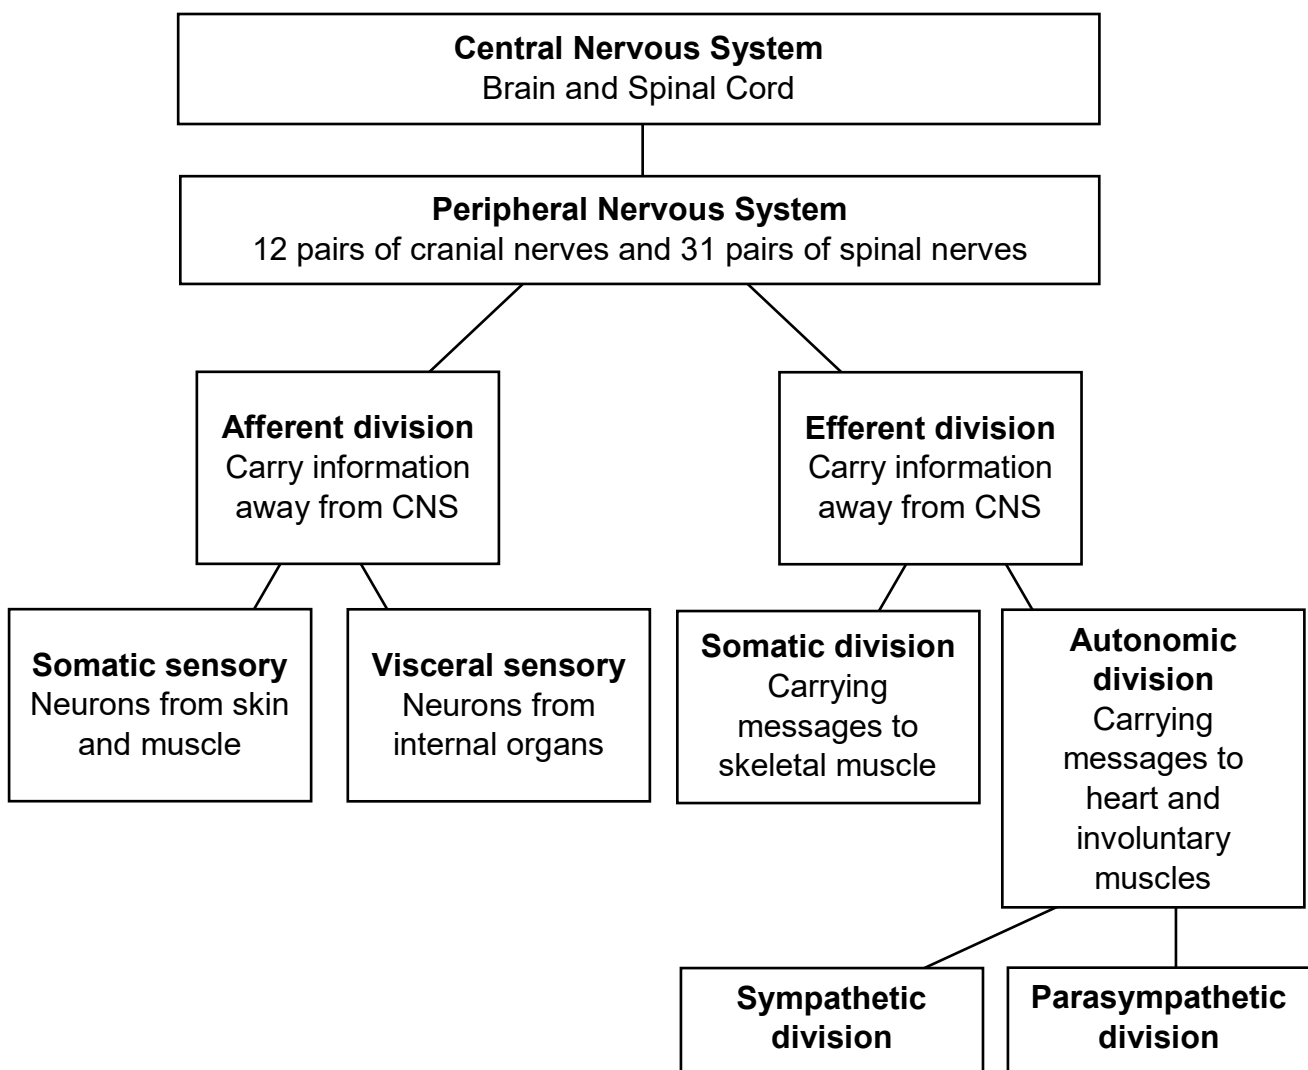 Central Nervous System
Brain and Spinal Cord
Peripheral Nervous System
12 pairs of cranial nerves and 31 pairs of spinal nerves
Afferent division
Carry information
away from CNS
Efferent division
Carry information
away from CNS
Somatic sensory
Neurons from skin
and muscle
Visceral sensory
Neurons from
internal organs
Somatic division
Carrying
messages to
skeletal muscle
Autonomic
division
Carrying
messages to
heart and
involuntary
muscles
Sympathetic
division
Parasympathetic
division